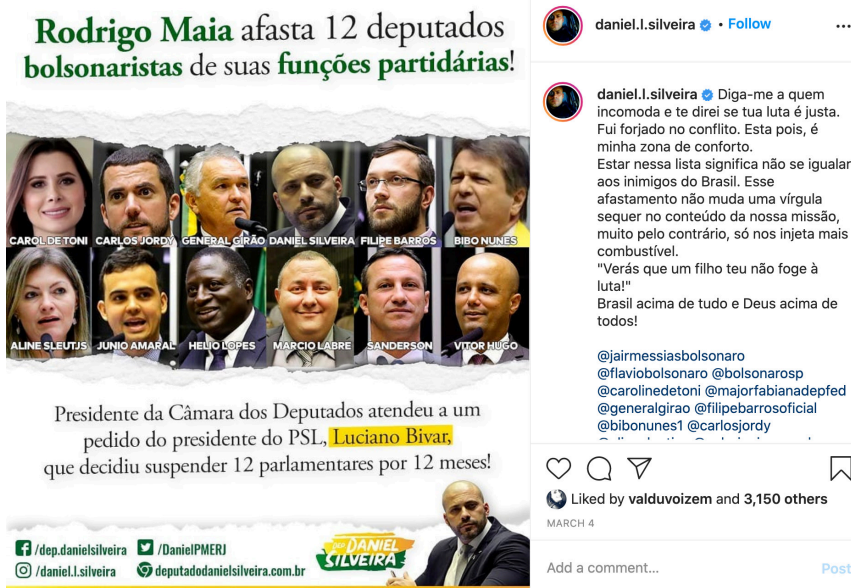 Rodrigo Maia afasta 12 deputados
bolsonaristas de suas funções partidárias!
CAROL DE TONI CARLOS JORDY GENERAL GIRÃO DANIEL SILVEIRA FILIPE BARROS BIBO NUNES
ALINE SLEUTJS JUNIO AMARAL HELIO LOPES MARCIO LABRE SANDERSON VITOR HUGO
Presidente da Câmara dos Deputados atendeu a um
pedido do presidente do PSL, Luciano Bivar,
que decidiu suspender 12 parlamentares por 12 meses!
/dep.danielsilveira /DanielPMERJ
/daniel.l.silveira deputadodanielsilveira.com.br
DEP. DANIEL
SILVEIRA
daniel.l.silveira • Follow
daniel.l.silveira Diga-me a quem
incomoda e te direi se tua luta é justa.
Fui forjado no conflito. Esta pois, é
minha zona de conforto.
Estar nessa lista significa não se igualar
aos inimigos do Brasil. Esse
afastamento não muda uma vírgula
sequer no conteúdo da nossa missão,
muito pelo contrário, só nos injeta mais
combustível.
"Verás que um filho teu não foge à
luta!"
Brasil acima de tudo e Deus acima de
todos!
@jairmessiasbolsonaro
@flaviobolsonaro @bolsonarosp
@carolinedetoni @majorfabianadepfed
@generalgirao @filipebarrosoficial
@bibonunes1 @carlosjordy
Liked by valduvoizem and 3,150 others
MARCH 4
Add a comment... Post